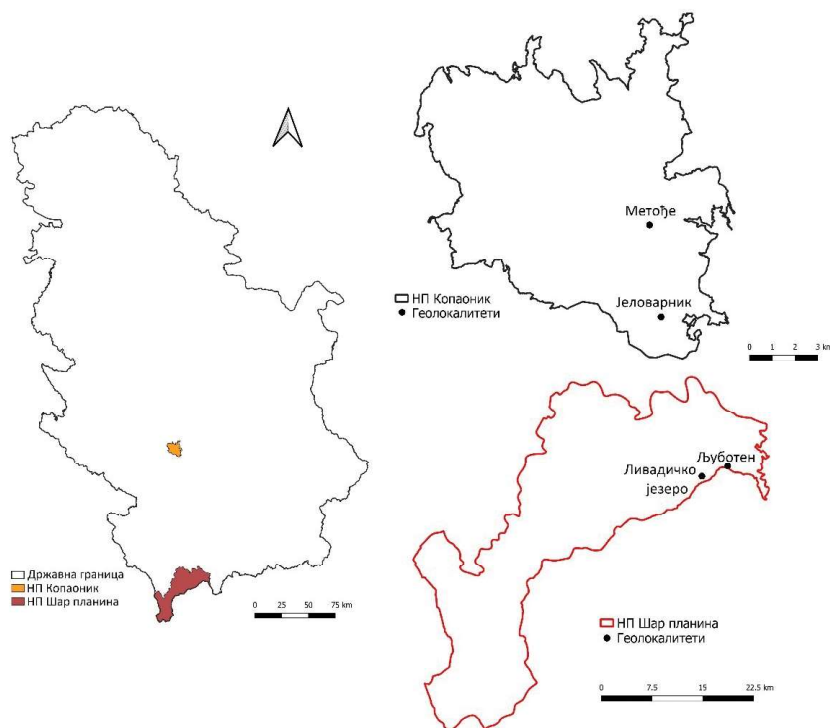 Државна граница
НП Копаоник
НП Шар планина
0 25 50 75 km
Метође
Јеловарник
НП Копаоник
Геолокалитети
0 1 2 3 km
Љуботен
Ливадичко
језеро
НП Шар планина
Геолокалитети
0 7.5 15 22.5 km